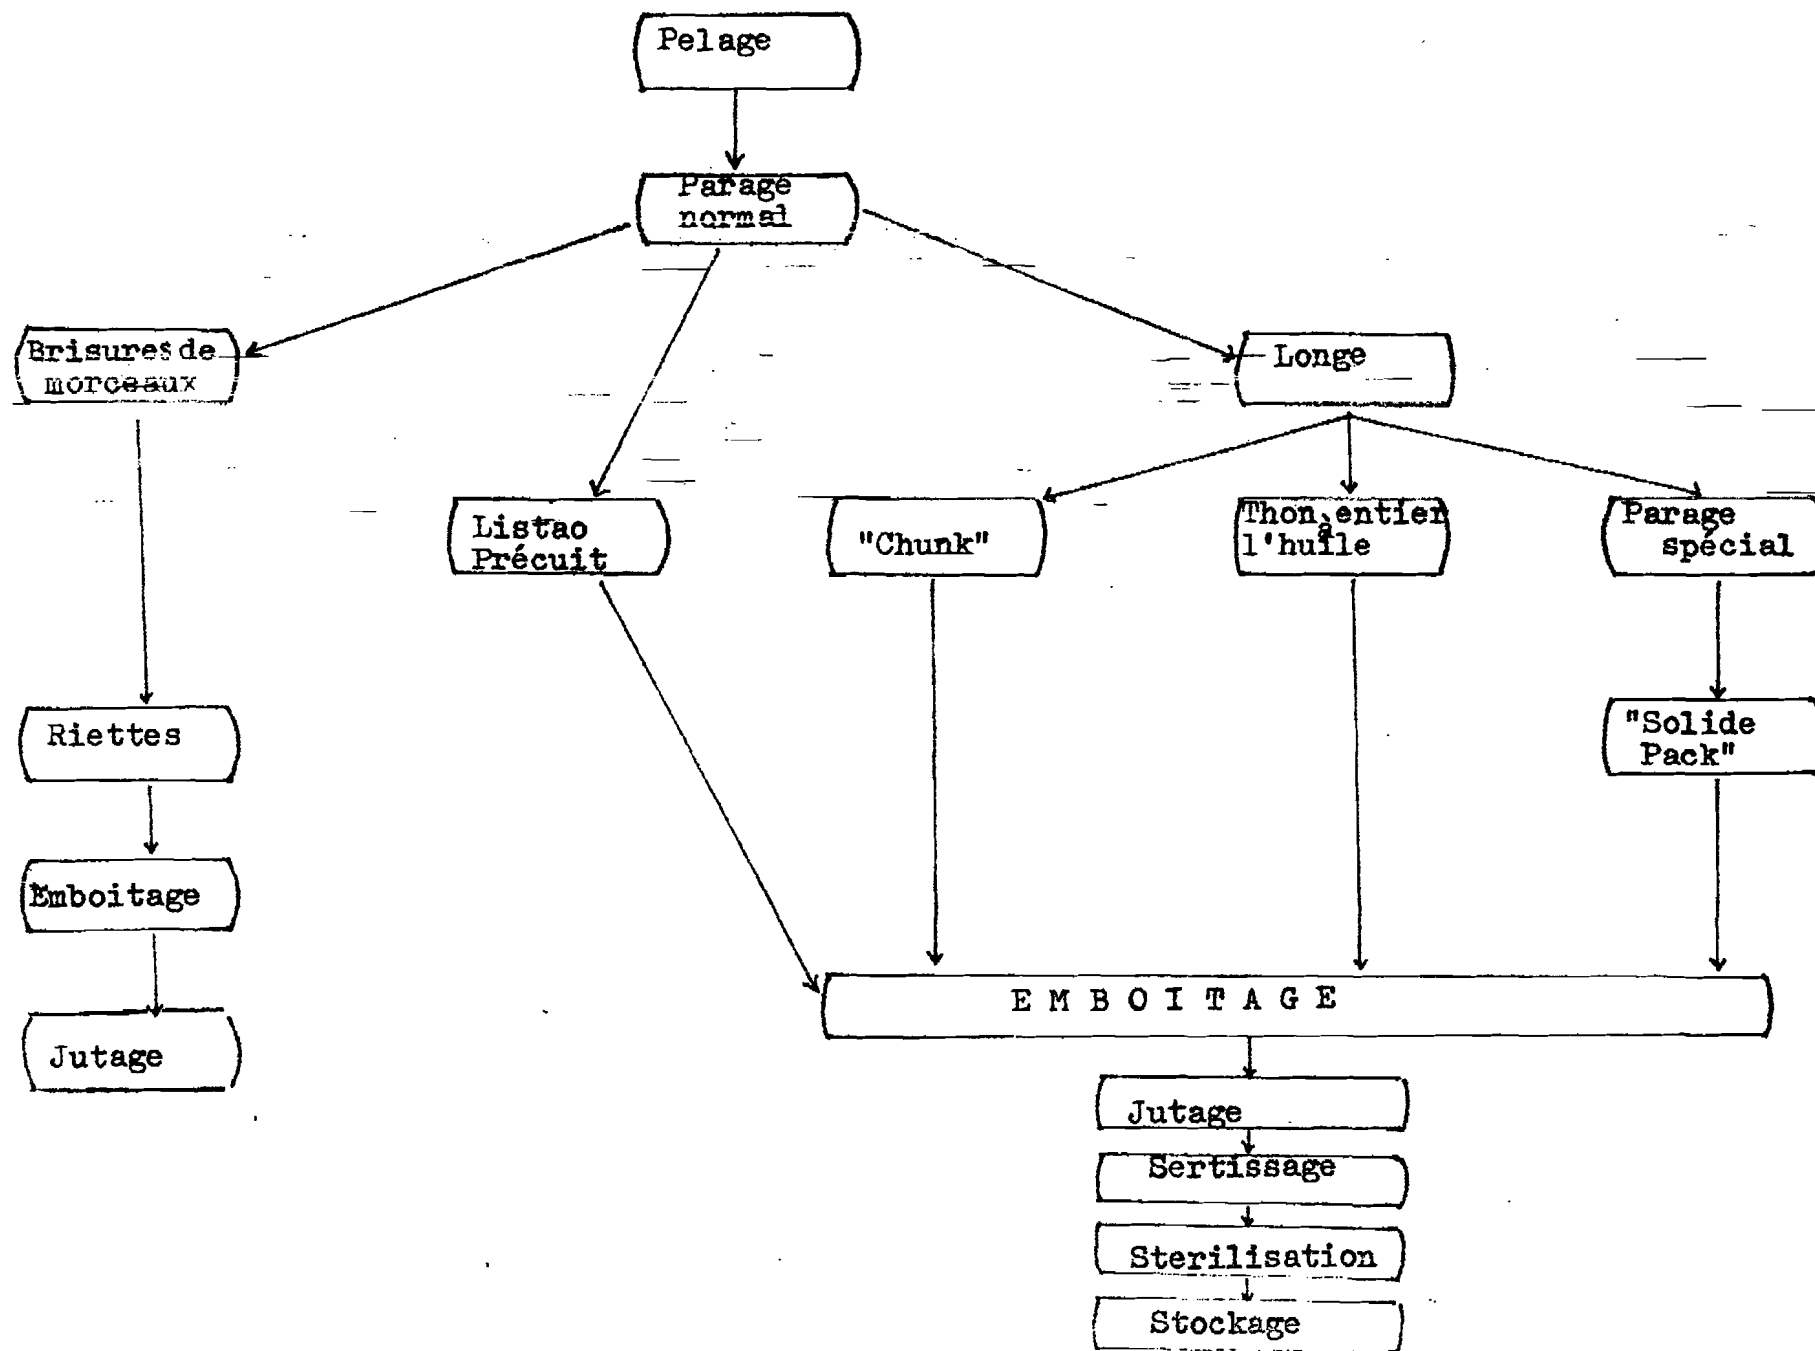 Pelage
Parage
normal
Brisures de
morceaux
Longe
Listao
Précuit
"Chunk"
Thon entier
à
l'huile
Parage
spécial
Riettes
"Solide
Pack"
Emboitage
E M B O I T A G E
Jutage
Jutage
Sertissage
Sterilisation
Stockage